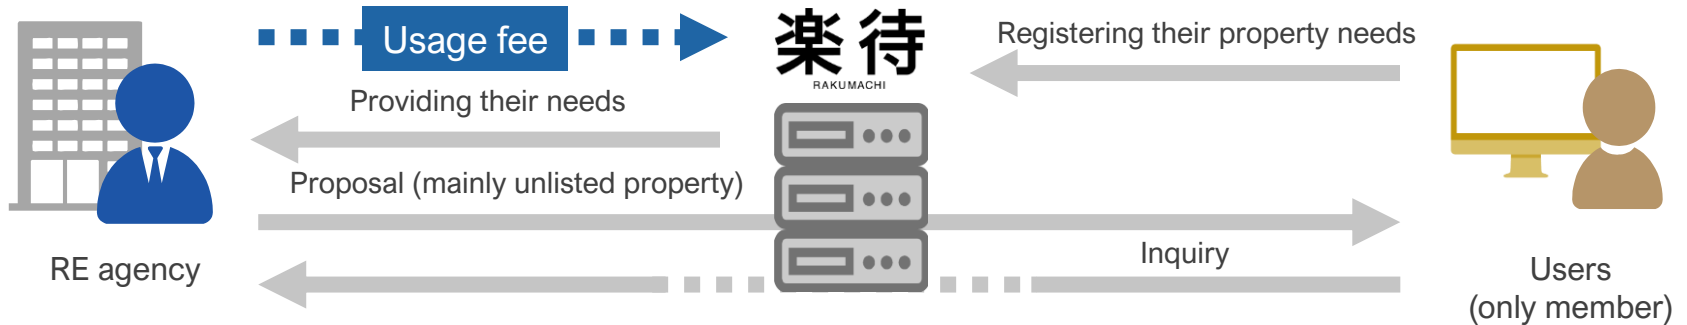 Usage fee
楽待
RAKUMACHI
Registering their property needs
Providing their needs
Proposal (mainly unlisted property)
Inquiry
RE agency
Users
(only member)